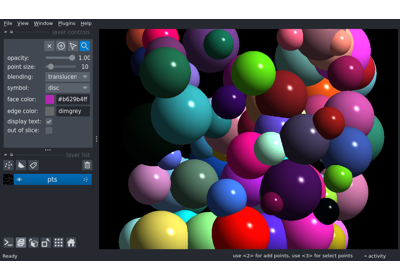 File View Window Plugins Help
layer controls
opacity: 1.00
point size: 10
blending: translucen
symbol: disc
face color: #b629b4ff
edge color: dimgrey
display text:
out of slice:
layer list
pts
Ready use <2> for add points, use <3> for select points activity